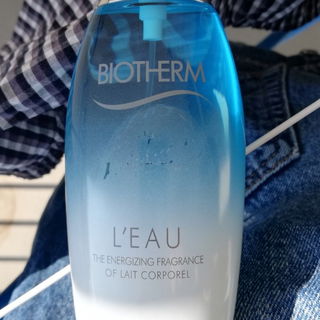 BIOTHERM
L'EAU
THE ENERGIZING FRAGRANCE
OF LAIT CORPOREL